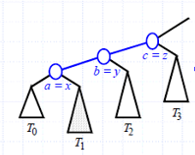 c = z
b = y
a = x
T0
T1
T2
T3